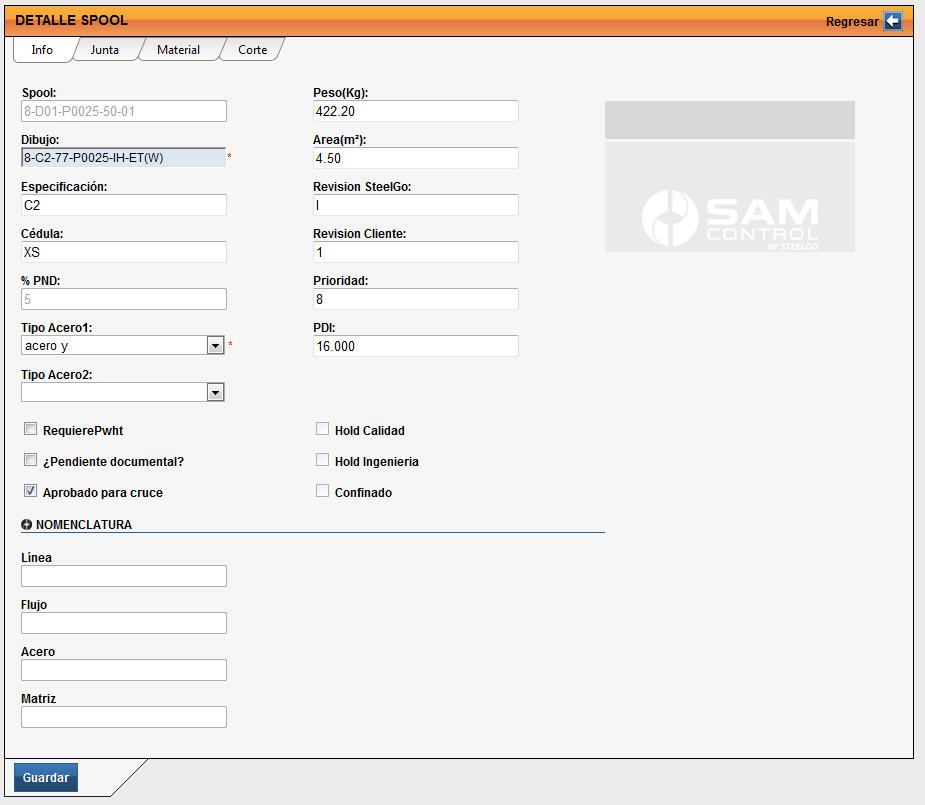 DETALLE SPOOL
Regresar
Info Junta Material Corte
Spool:
8-D01-P0025-50-01
Dibujo:
8-C2-77-P0025-IH-ET(W) *
Especificación:
C2
Cédula:
XS
% PND:
5
Tipo Acero1:
acero y *
Tipo Acero2:
RequierePwht
¿Pendiente documental?
Aprobado para cruce
Peso(Kg):
422.20
Area(m²):
4.50
Revision SteelGo:
I
Revision Cliente:
1
Prioridad:
8
PDI:
16.000
Hold Calidad
Hold Ingenieria
Confinado
SAM
CONTROL
BY STEELGO
NOMENCLATURA
Línea
Flujo
Acero
Matriz
Guardar